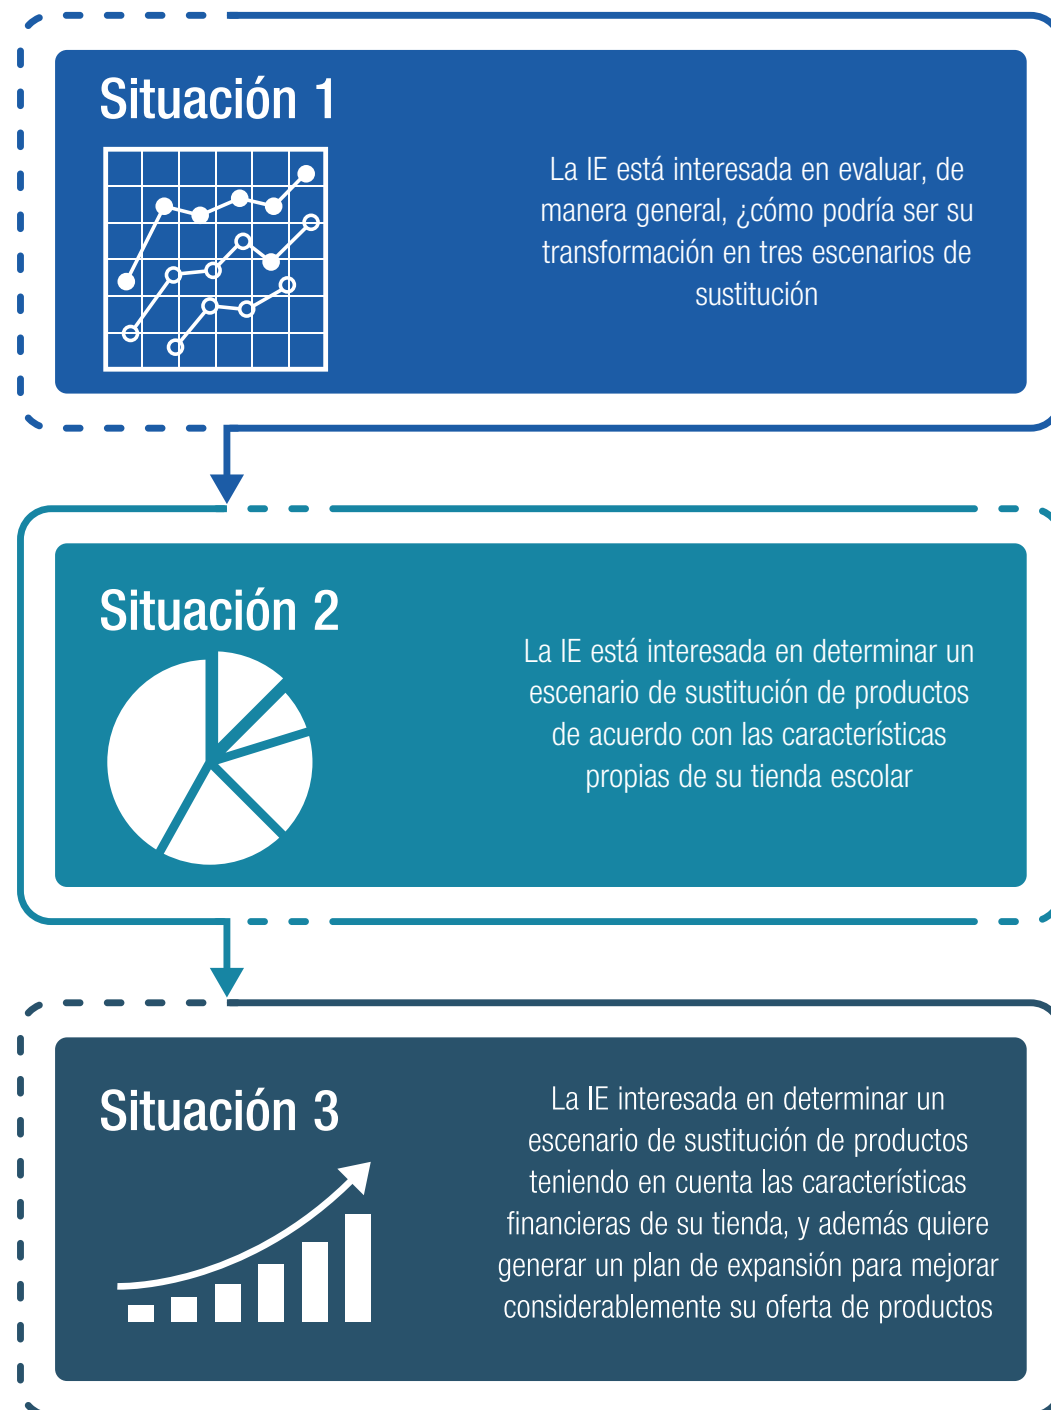 Situación 1
La IE está interesada en evaluar, de
manera general, ¿cómo podría ser su
transformación en tres escenarios de
sustitución
Situación 2
La IE está interesada en determinar un
escenario de sustitución de productos
de acuerdo con las características
propias de su tienda escolar
Situación 3
La IE interesada en determinar un
escenario de sustitución de productos
teniendo en cuenta las características
financieras de su tienda, y además quiere
generar un plan de expansión para mejorar
considerablemente su oferta de productos